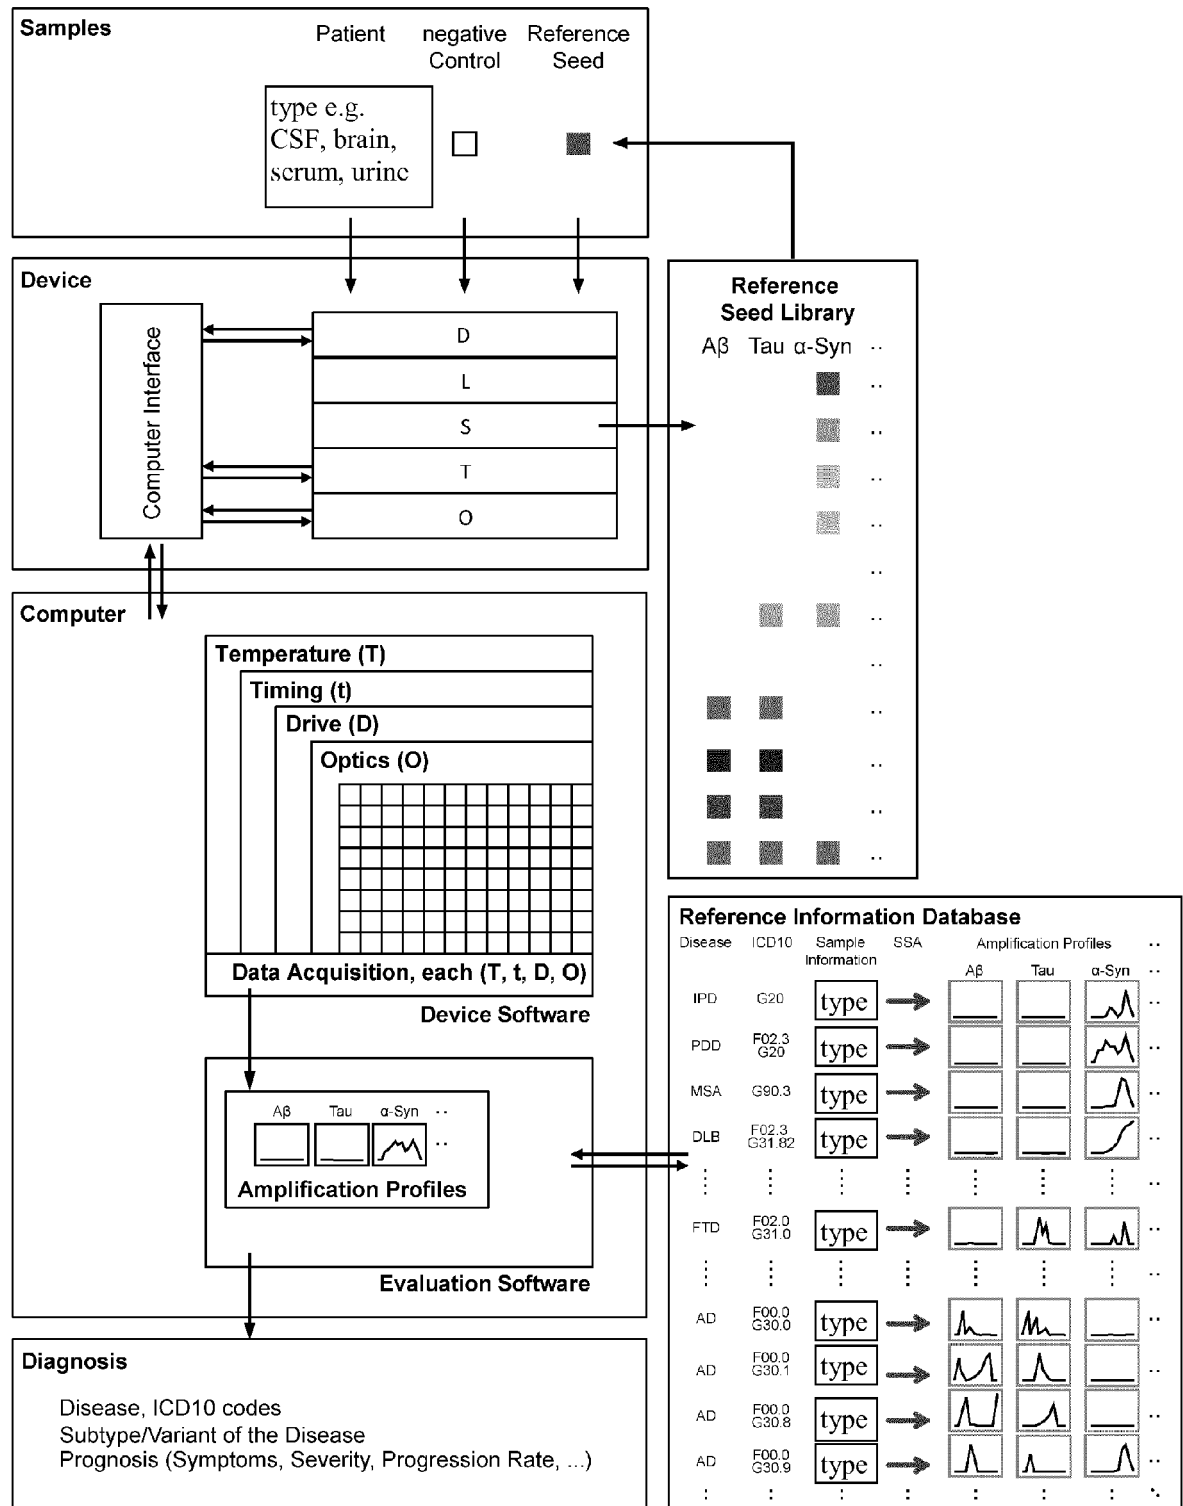 Samples
Patient negative Reference
Control Seed
type e.g.
CSF, brain,
serum, urine
Device
Computer Interface
D
L
S
T
O
Reference
Seed Library
Aβ Tau α-Syn ..
Computer
Temperature (T)
Timing (t)
Drive (D)
Optics (O)
Data Acquisition, each (T, t, D, O)
Device Software
Aβ Tau α-Syn ..
Amplification Profiles
Evaluation Software
Diagnosis
Disease, ICD10 codes
Subtype/Variant of the Disease
Prognosis (Symptoms, Severity, Progression Rate, ...)
Reference Information Database
Disease ICD10 Sample SSA Amplification Profiles ..
Information
Aβ Tau α-Syn ..
IPD G20 type ..
PDD F02.3 type ..
G20
MSA G90.3 type ..
DLB F02.3 type ..
G31.82
FTD F02.0 type ..
G31.0
AD F00.0 type ..
G30.0
AD F00.0 type ..
G30.1
AD F00.0 type ..
G30.8
AD F00.0 type ..
G30.9